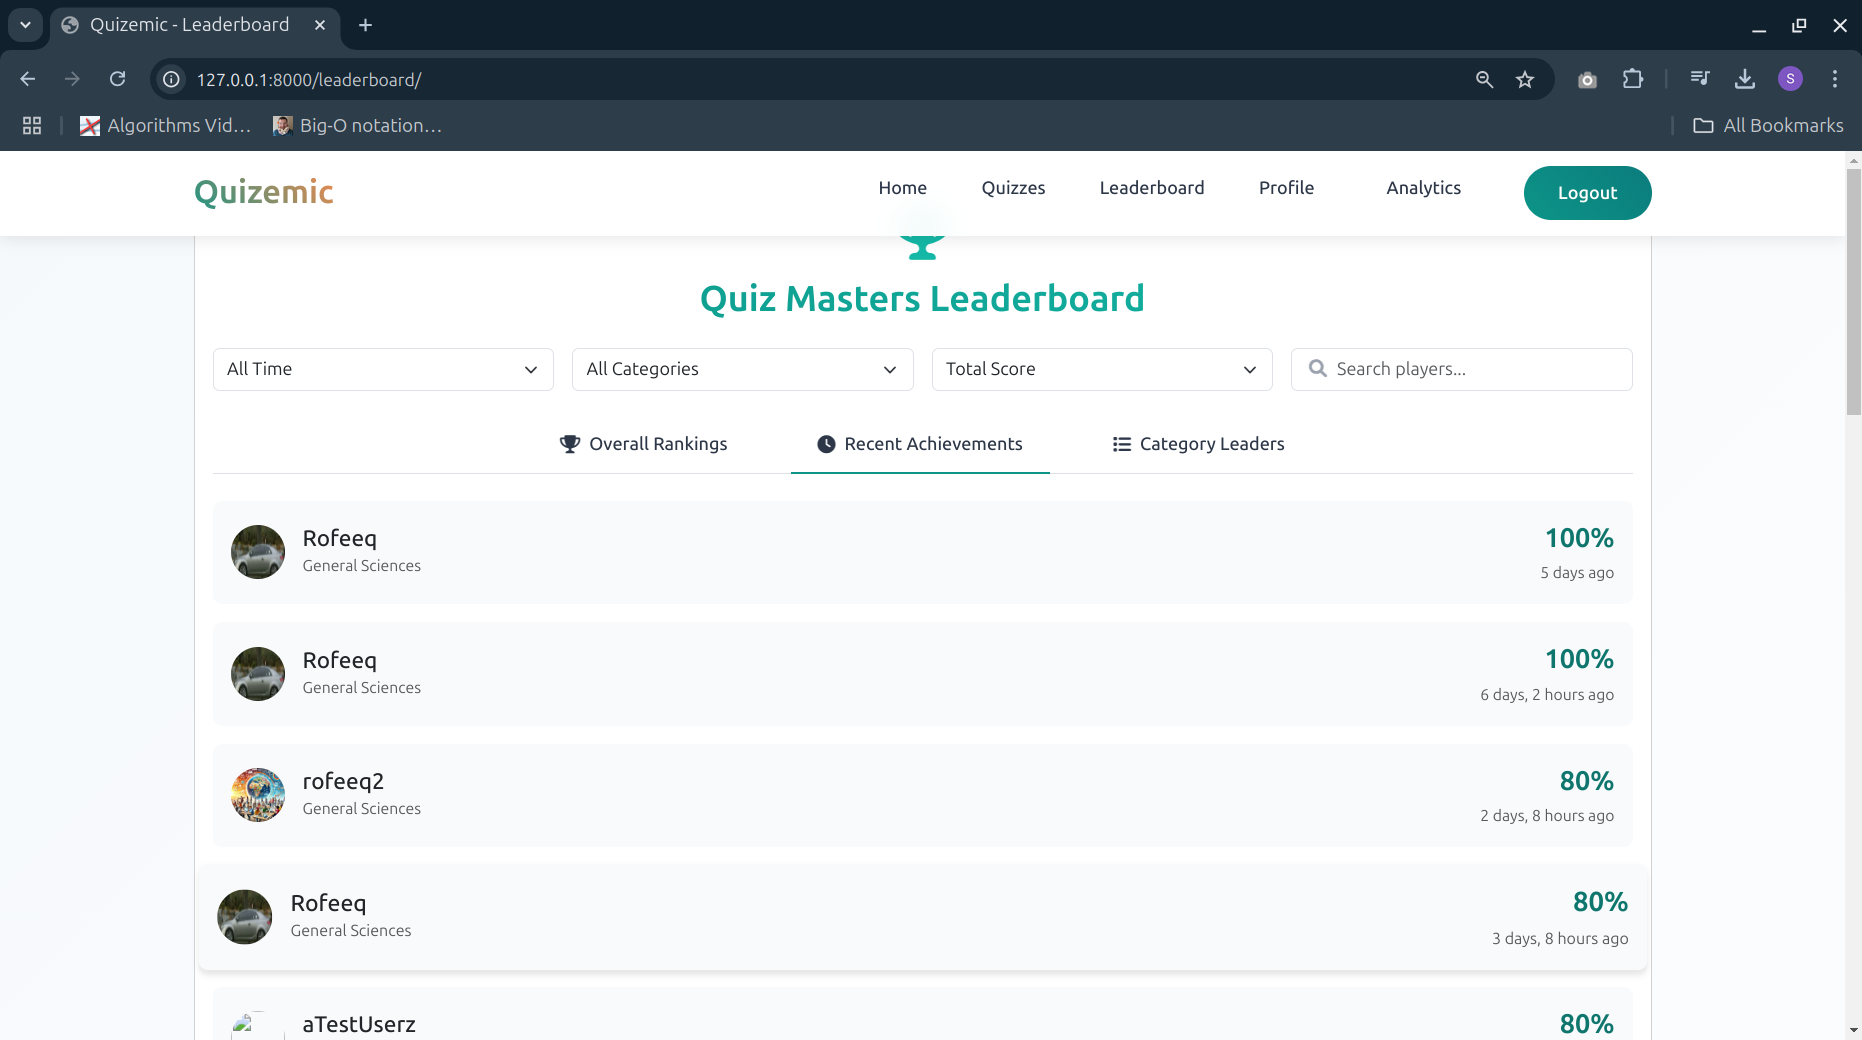 Quizemic - Leaderboard
127.0.0.1:8000/leaderboard/
S
Algorithms Vid...
Big-O notation...
All Bookmarks
Quizemic
Home
Quizzes
Leaderboard
Profile
Analytics
Logout
Quiz Masters Leaderboard
All Time
All Categories
Total Score
Search players...
Overall Rankings
Recent Achievements
Category Leaders
Rofeeq
General Sciences
100%
5 days ago
Rofeeq
General Sciences
100%
6 days, 2 hours ago
rofeeq2
General Sciences
80%
2 days, 8 hours ago
Rofeeq
General Sciences
80%
3 days, 8 hours ago
aTestUserz
80%